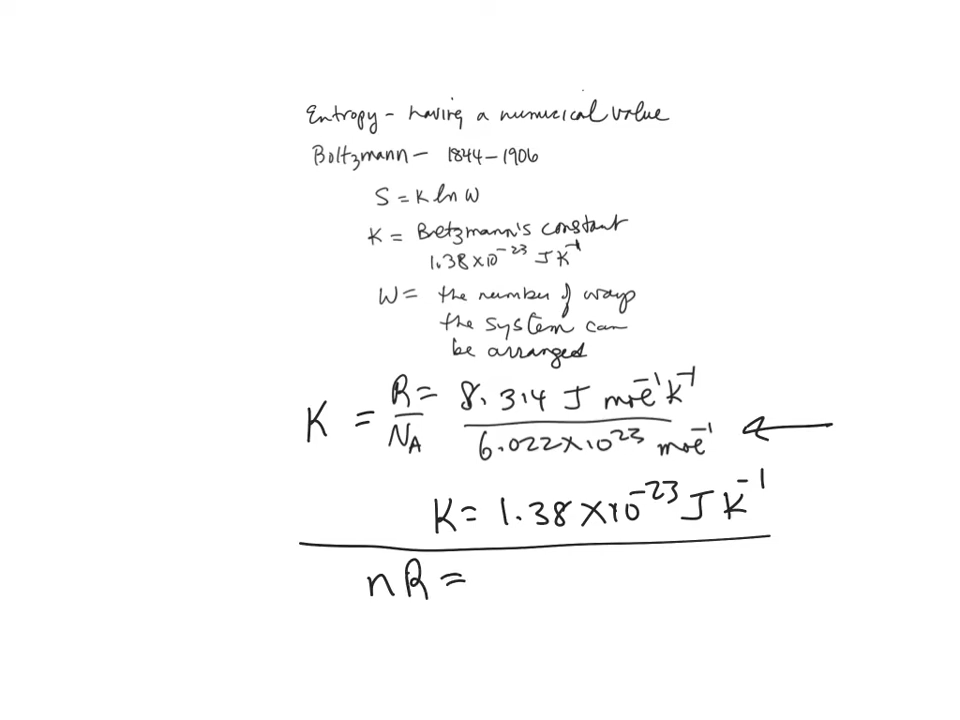 Entropy - having a numerical value
Boltzmann - 1844-1906
S = K ln W
K = Boltzmann's constant
1.38 x 10⁻²³ J K⁻¹
W = the number of ways
the system can
be arranged
K = R/N_A = 8.314 J mol⁻¹ K⁻¹ / 6.022 x 10²³ mol⁻¹ ←
K = 1.38 x 10⁻²³ J K⁻¹
nR =